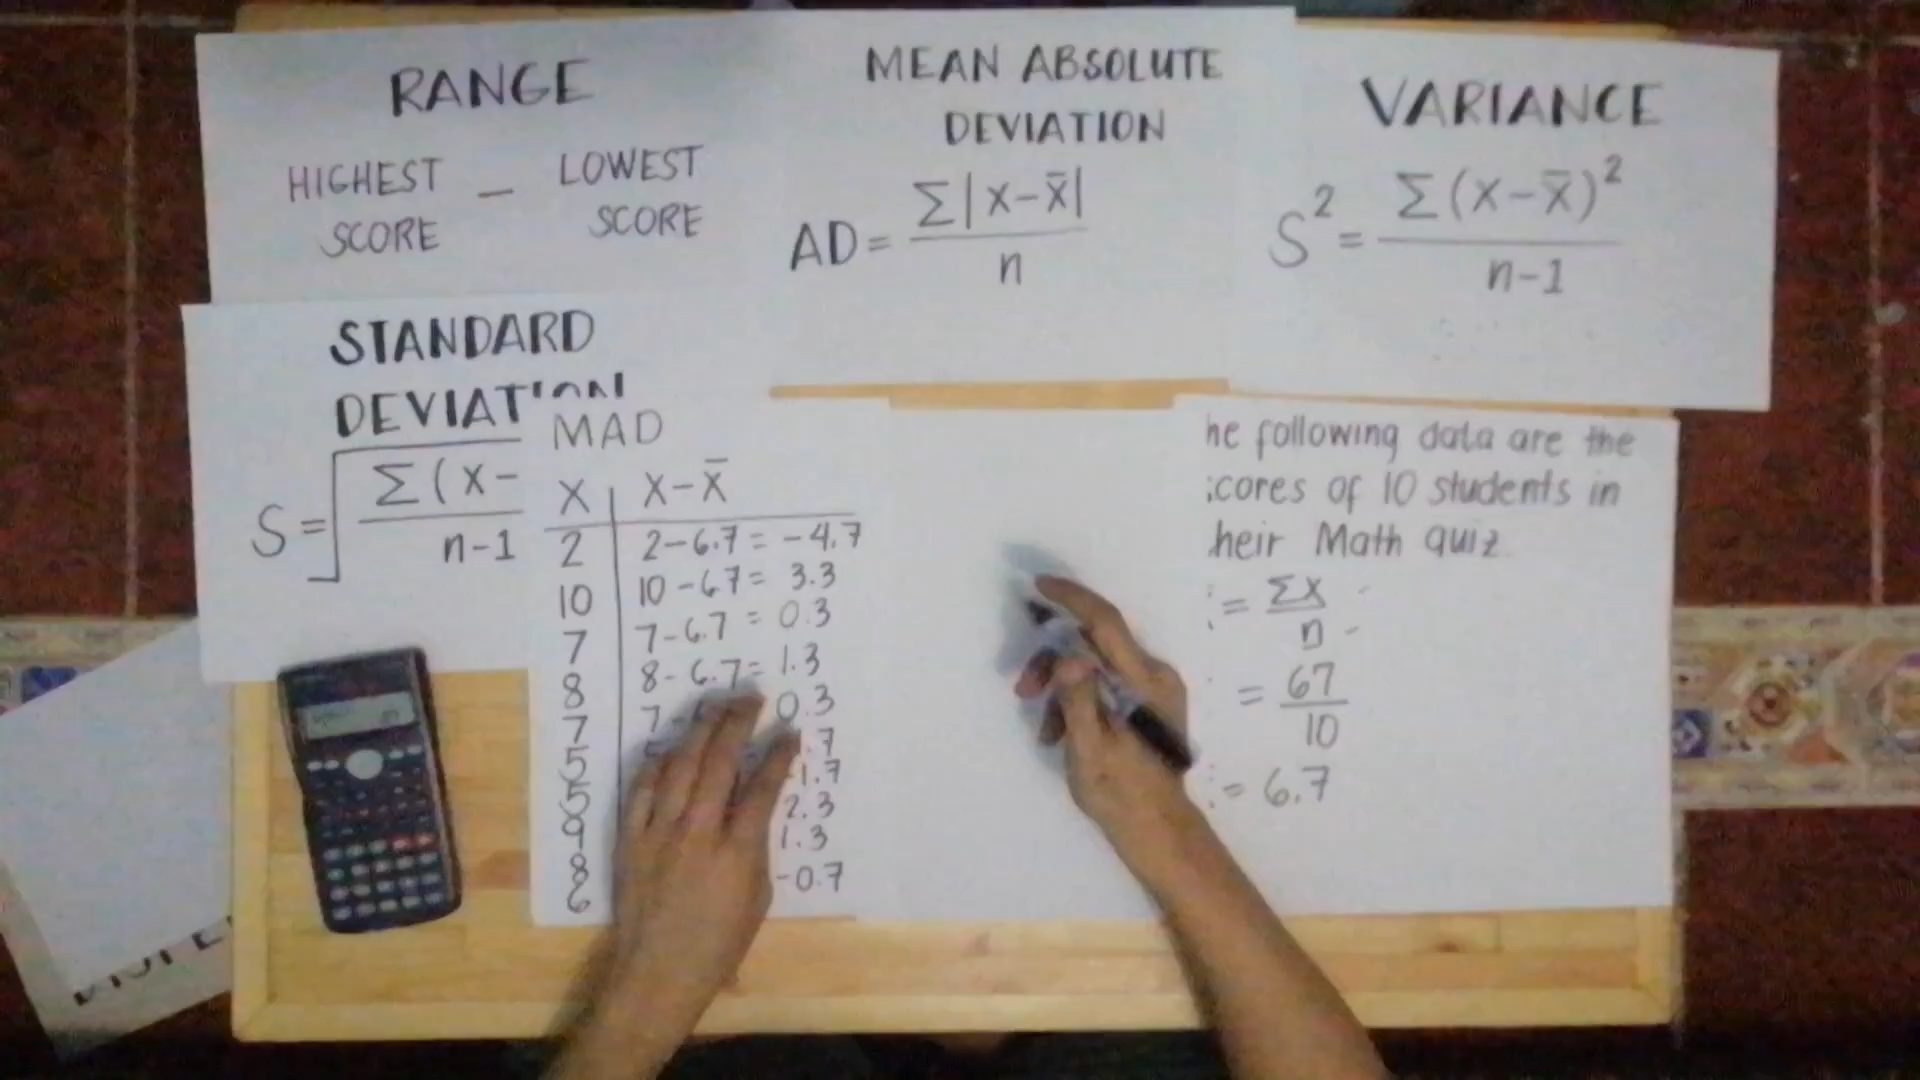 RANGE
HIGHEST SCORE – LOWEST SCORE
MEAN ABSOLUTE
DEVIATION
AD = Σ|X-X̄| / n
VARIANCE
S² = Σ(X-X̄)² / n-1
STANDARD
DEVIAT
S = √ Σ(X- / n-1
MAD
X | X-X̄
2 | 2-6.7 = -4.7
10 | 10-6.7 = 3.3
7 | 7-6.7 = 0.3
8 | 8-6.7 = 1.3
7 | 7- 0.3
5 | .7
5 | -1.7
9 | 2.3
8 | 1.3
6 | -0.7
he following data are the
cores of 10 students in
heir Math quiz
= ΣX / n
= 67 / 10
= 6.7